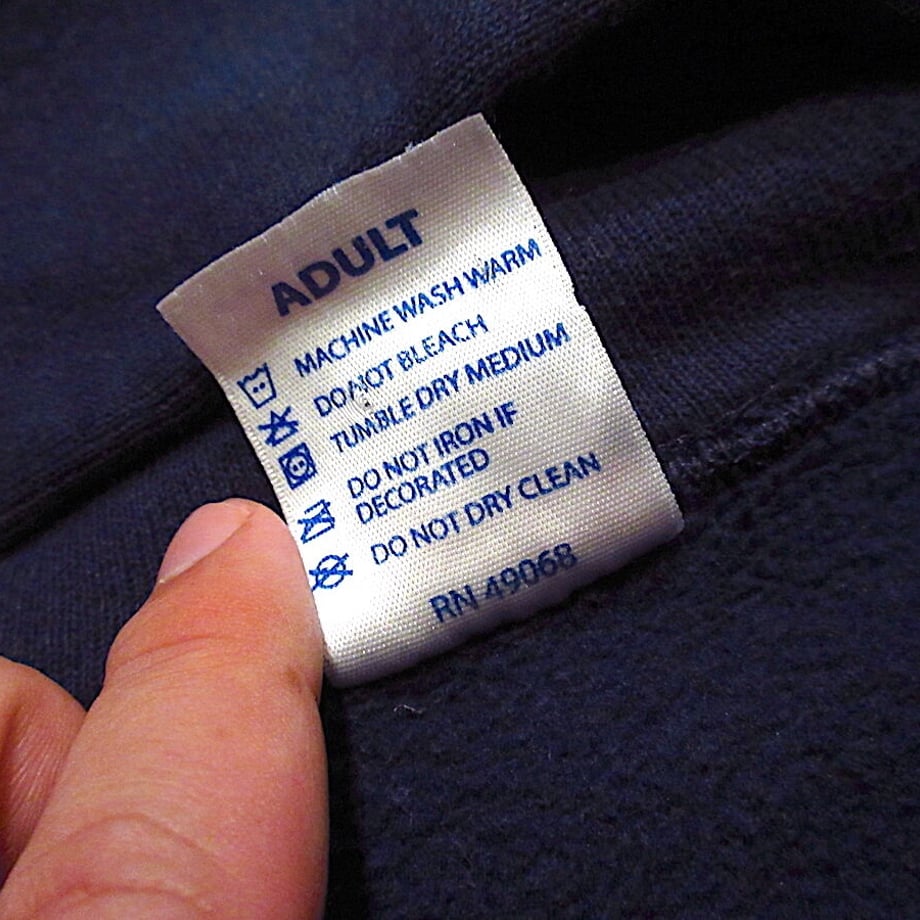 ADULT
MACHINE WASH WARM
DO NOT BLEACH
TUMBLE DRY MEDIUM
DO NOT IRON IF
DECORATED
DO NOT DRY CLEAN
RN 49068